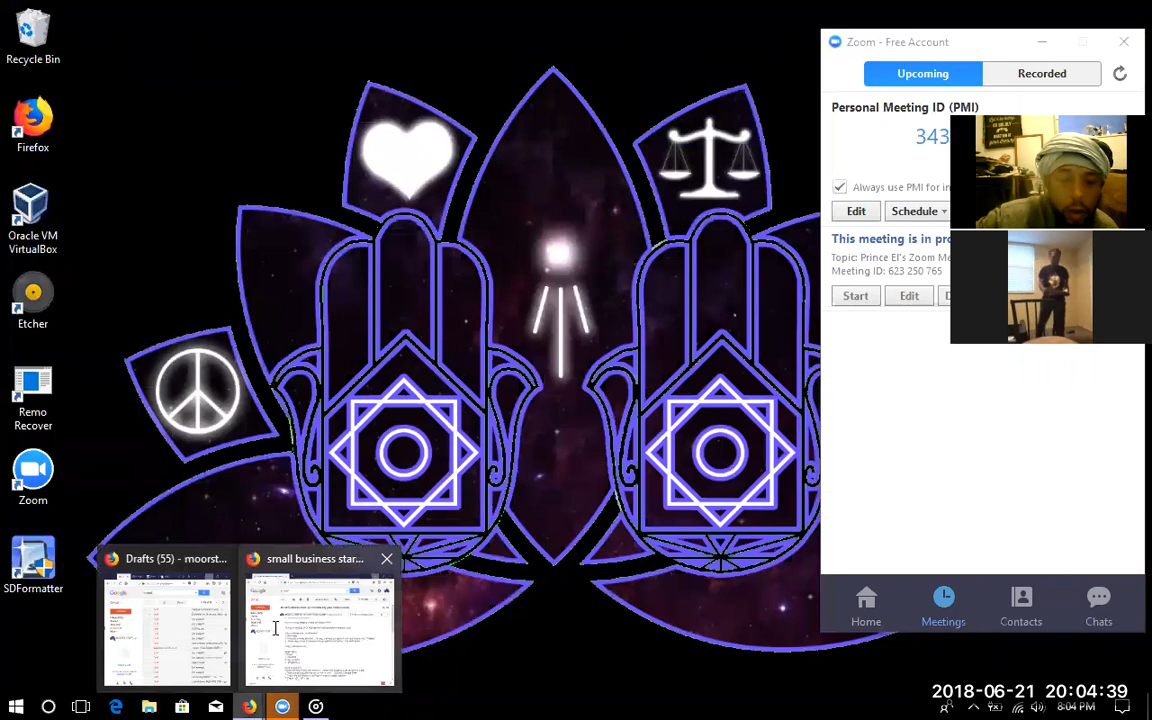 Recycle Bin
Firefox
Oracle VM
VirtualBox
Etcher
Remo
Recover
Zoom
SDFormatter
Zoom - Free Account
Upcoming
Recorded
Personal Meeting ID (PMI)
343
Always use PMI for in
Edit
Schedule
This meeting is in pro
Topic: Prince El's Zoom Me
Meeting ID: 623 250 765
Start
Edit
D
Home
Meetings
Contacts
Chats
Drafts (55) - moorst...
small business star...
Google
Google
2018-06-21 20:04:39
8:04 PM